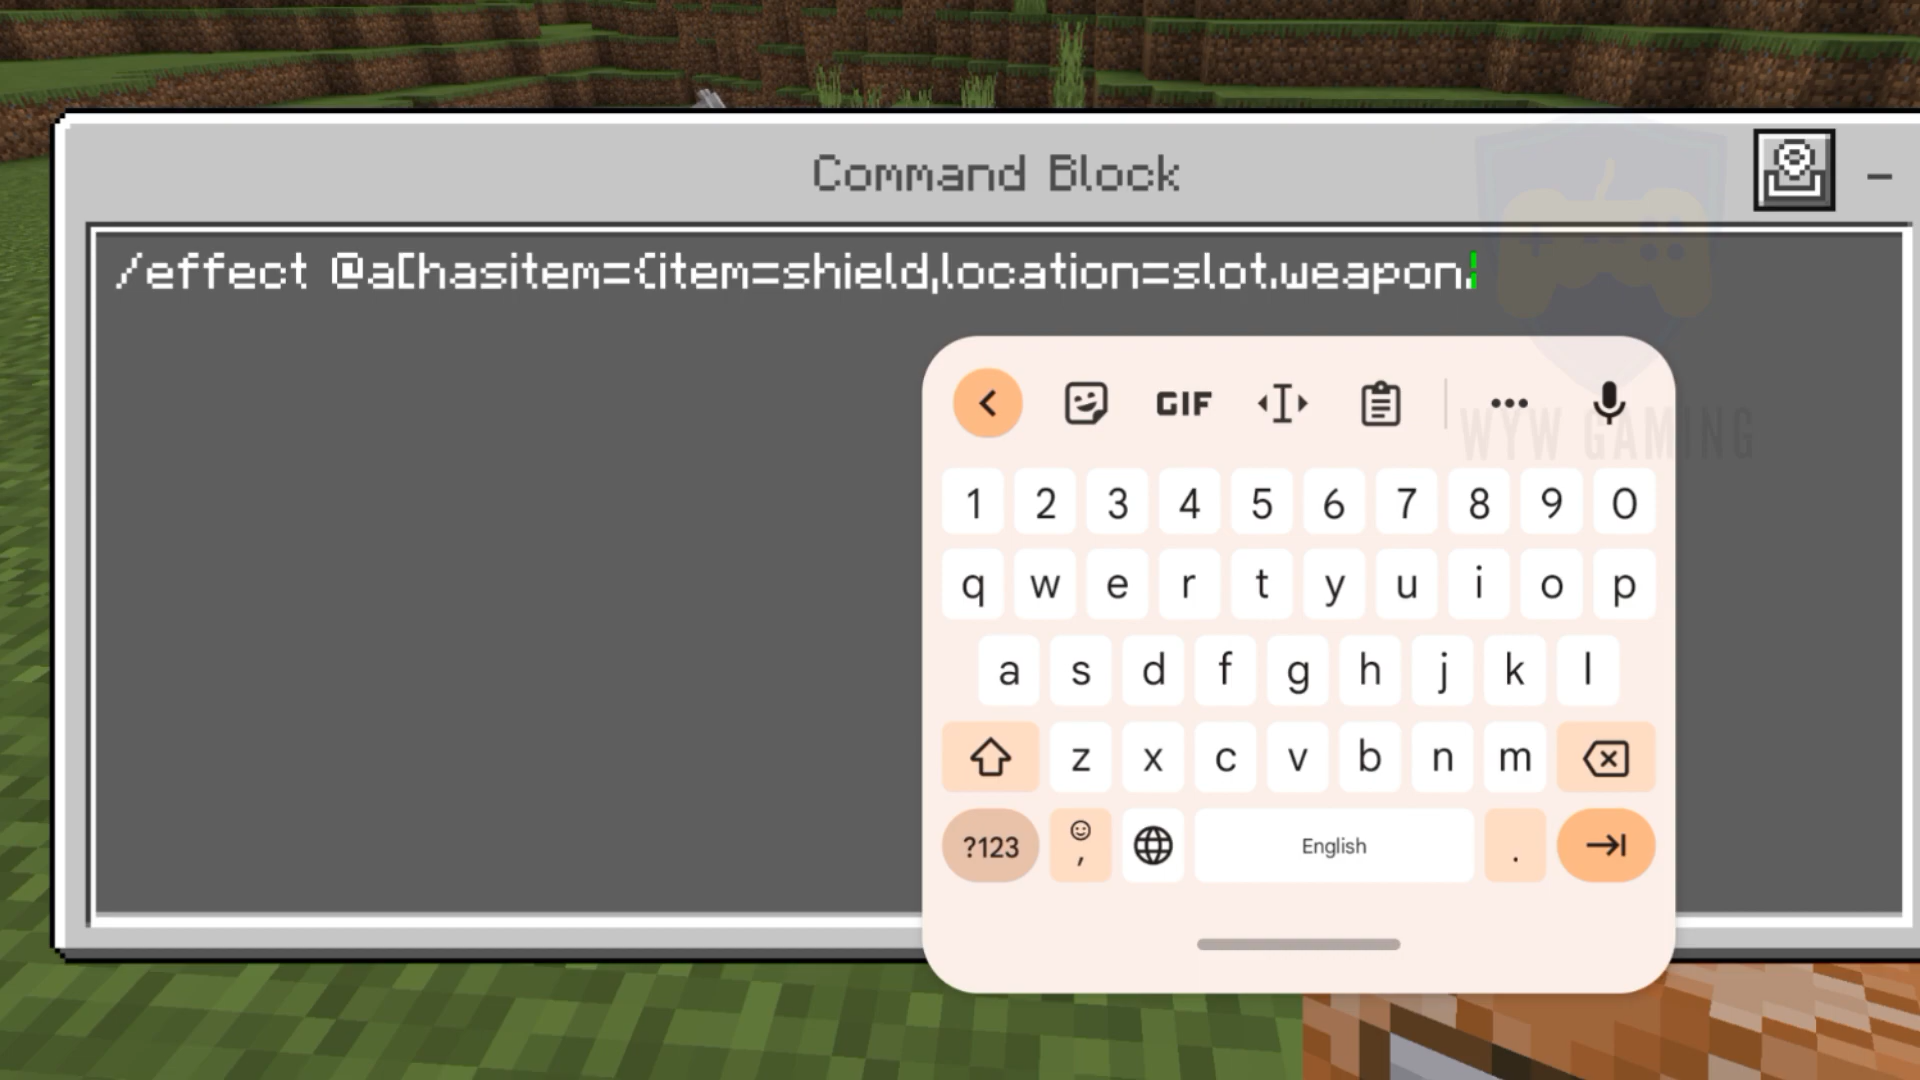 Command Block
/effect @a[hasitem={item=shield,location=slot.weapon.
GIF
WYW GAMING
1 2 3 4 5 6 7 8 9 0
q w e r t y u i o p
a s d f g h j k l
z x c v b n m
?123 , English .